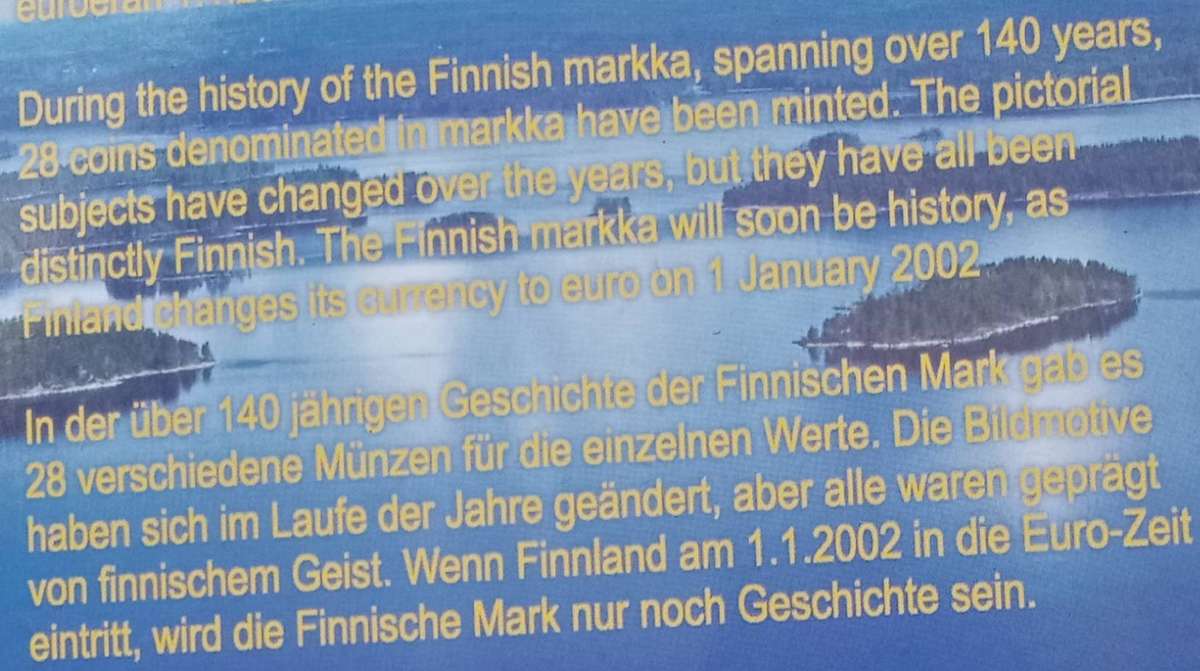 During the history of the Finnish markka, spanning over 140 years,
28 coins denominated in markka have been minted. The pictorial
subjects have changed over the years, but they have all been
distinctly Finnish. The Finnish markka will soon be history, as
Finland changes its currency to euro on 1 January 2002
In der über 140 jährigen Geschichte der Finnischen Mark gab es
28 verschiedene Münzen für die einzelnen Werte. Die Bildmotive
haben sich im Laufe der Jahre geändert, aber alle waren geprägt
von finnischem Geist. Wenn Finnland am 1.1.2002 in die Euro-Zeit
eintritt, wird die Finnische Mark nur noch Geschichte sein.